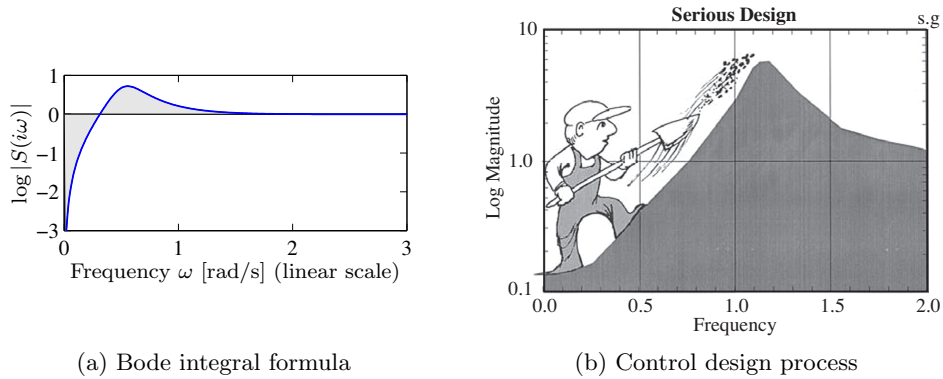 1
0
−1
−2
−3
log |S(iω)|
0 1 2 3
Frequency ω [rad/s] (linear scale)
(a) Bode integral formula
Serious Design s.g
10
1.0
0.1
Log Magnitude
0.0 0.5 1.0 1.5 2.0
Frequency
(b) Control design process